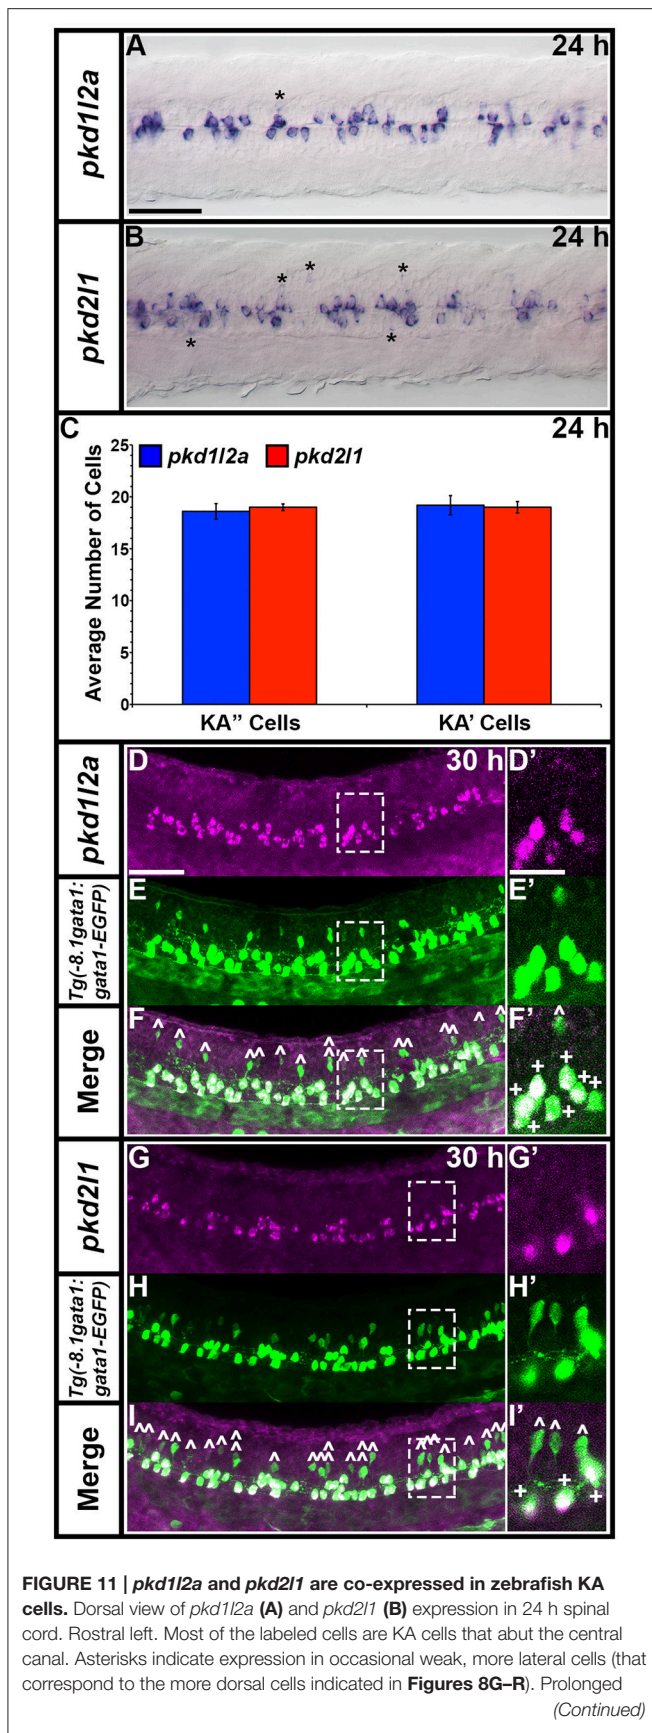 A
24 h
pkd1l2a
*
B
24 h
pkd2l1
* * *
* *
C
24 h
pkd1l2a pkd2l1
Average Number of Cells
25
20
15
10
5
0
KA” Cells KA’ Cells
D
30 h
D’
pkd1l2a
E
E’
Tg(-8.1gata1:
gata1-EGFP)
F
F’
Merge
G
30 h
G’
pkd2l1
H
H’
Tg(-8.1gata1:
gata1-EGFP)
I
I’
Merge
FIGURE 11 | pkd1l2a and pkd2l1 are co-expressed in zebrafish KA
cells. Dorsal view of pkd1l2a (A) and pkd2l1 (B) expression in 24 h spinal
cord. Rostral left. Most of the labeled cells are KA cells that abut the central
canal. Asterisks indicate expression in occasional weak, more lateral cells (that
correspond to the more dorsal cells indicated in Figures 8G–R). Prolonged
(Continued)